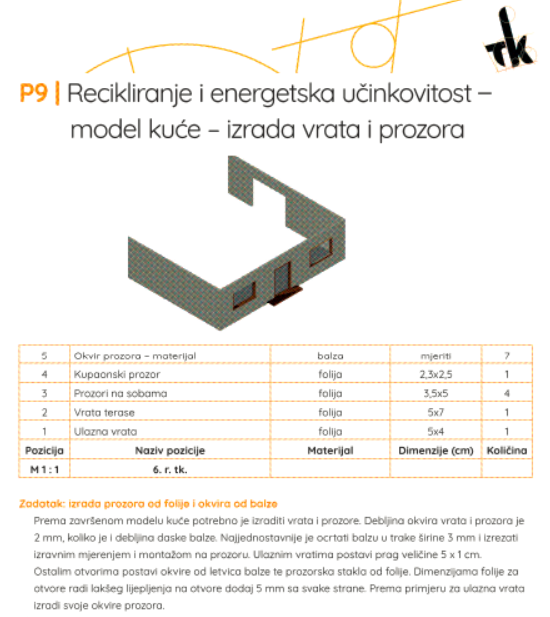 tk
P9 | Recikliranje i energetska učinkovitost –
model kuće – izrada vrata i prozora
5 Okvir prozora – materijal balza mjeriti 7
4 Kupaonski prozor folija 2,3x2,5 1
3 Prozori na sobama folija 3,5x5 4
2 Vrata terase folija 5x7 1
1 Ulazna vrata folija 5x4 1
Pozicija Naziv pozicije Materijal Dimenzije (cm) Količina
M 1 : 1 6. r. tk.
Zadatak: izrada prozora od folije i okvira od balze
Prema završenom modelu kuće potrebno je izraditi vrata i prozore. Debljina okvira vrata i prozora je
2 mm, koliko je i debljina daske balze. Najjednostavnije je ocrtati balzu u trake širine 3 mm i izrezati
izravnim mjerenjem i montažom na prozoru. Ulaznim vratima postavi prag veličine 5 x 1 cm.
Ostalim otvorima postavi okvire od letvica balze te prozorska stakla od folije. Dimenzijama folije za
otvore radi lakšeg lijepljenja na otvore dodaj 5 mm sa svake strane. Prema primjeru za ulazna vrata
izradi svoje okvire prozora.